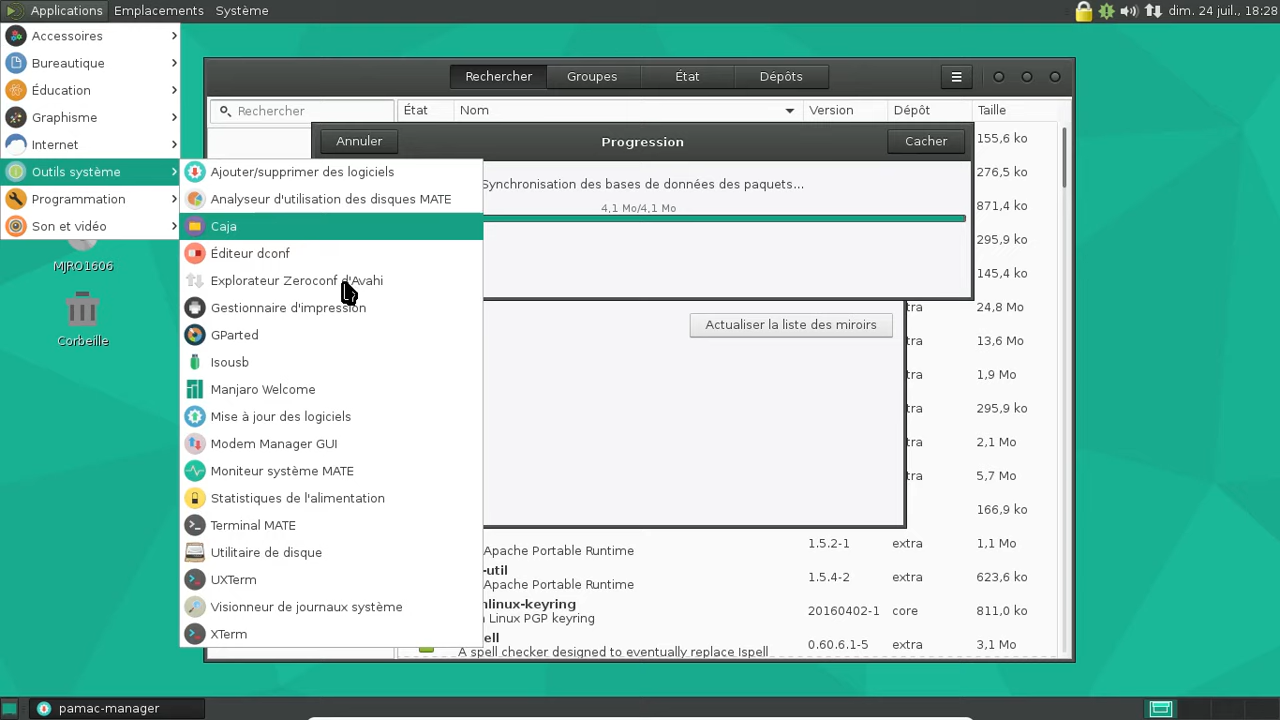 Applications Emplacements Système dim. 24 juil., 18:28
Accessoires
Bureautique
Éducation
Graphisme
Internet
Outils système
Programmation
Son et vidéo
MJRO1606
Corbeille
Ajouter/supprimer des logiciels
Analyseur d'utilisation des disques MATE
Caja
Éditeur dconf
Explorateur Zeroconf d'Avahi
Gestionnaire d'impression
GParted
Isousb
Manjaro Welcome
Mise à jour des logiciels
Modem Manager GUI
Moniteur système MATE
Statistiques de l'alimentation
Terminal MATE
Utilitaire de disque
UXTerm
Visionneur de journaux système
XTerm
Rechercher Groupes État Dépôts
Rechercher État Nom Version Dépôt Taille
Annuler Progression Cacher
Synchronisation des bases de données des paquets...
4,1 Mo/4,1 Mo
Actualiser la liste des miroirs
155,6 ko
276,5 ko
871,4 ko
295,9 ko
145,4 ko
tra 24,8 Mo
tra 13,6 Mo
tra 1,9 Mo
tra 295,9 ko
tra 2,1 Mo
tra 5,7 Mo
166,9 ko
Apache Portable Runtime 1.5.2-1 extra 1,1 Mo
-util
Apache Portable Runtime 1.5.4-2 extra 623,6 ko
hlinux-keyring
Linux PGP keyring 20160402-1 core 811,0 ko
ell
A spell checker designed to eventually replace Ispell 0.60.6.1-5 extra 3,1 Mo
pamac-manager